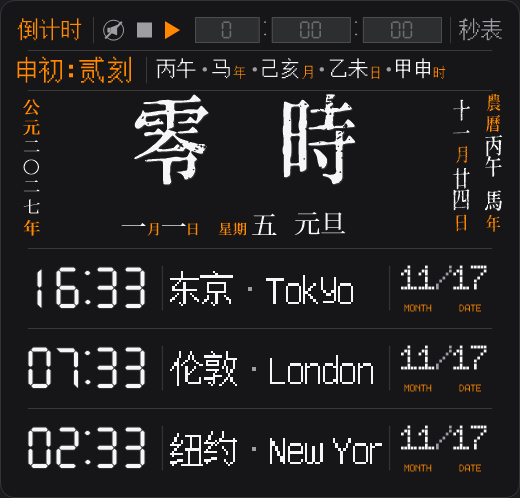 倒计时 0 : 00 : 00 秒表
申初:贰刻 丙午·马年·己亥月·乙未日·甲申时
公元二〇二七年
零時
十一月廿四日
農曆丙午 馬年
一月一日 星期五 元旦
16:33 东京 · Tokyo 11/17
MONTH DATE
07:33 伦敦 · London 11/17
MONTH DATE
02:33 纽约 · New Yor 11/17
MONTH DATE